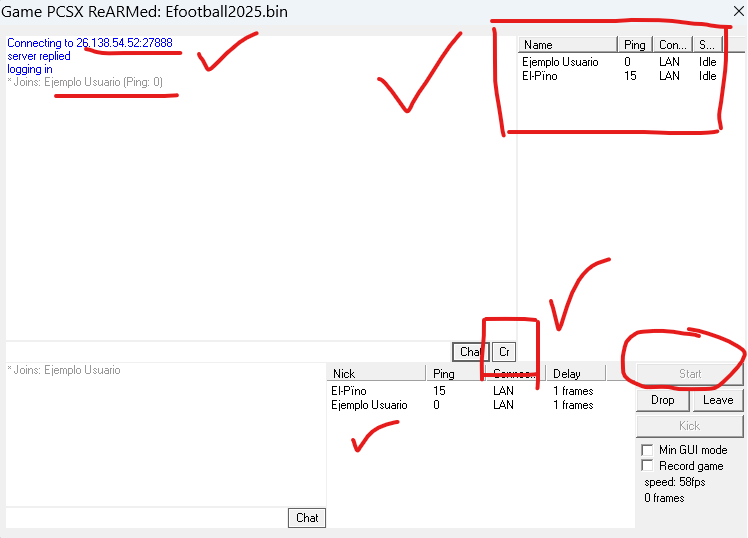 Game PCSX ReARMed: Efootball2025.bin
Connecting to 26.138.54.52:27888
server replied
logging in
* Joins: Ejemplo Usuario (Ping: 0)
Name Ping Con... S...
Ejemplo Usuario 0 LAN Idle
El-Pïno 15 LAN Idle
Chat Cr
* Joins: Ejemplo Usuario
Nick Ping Connec... Delay
El-Pïno 15 LAN 1 frames
Ejemplo Usuario 0 LAN 1 frames
Start
Drop Leave
Kick
Min GUI mode
Record game
speed: 58fps
0 frames
Chat